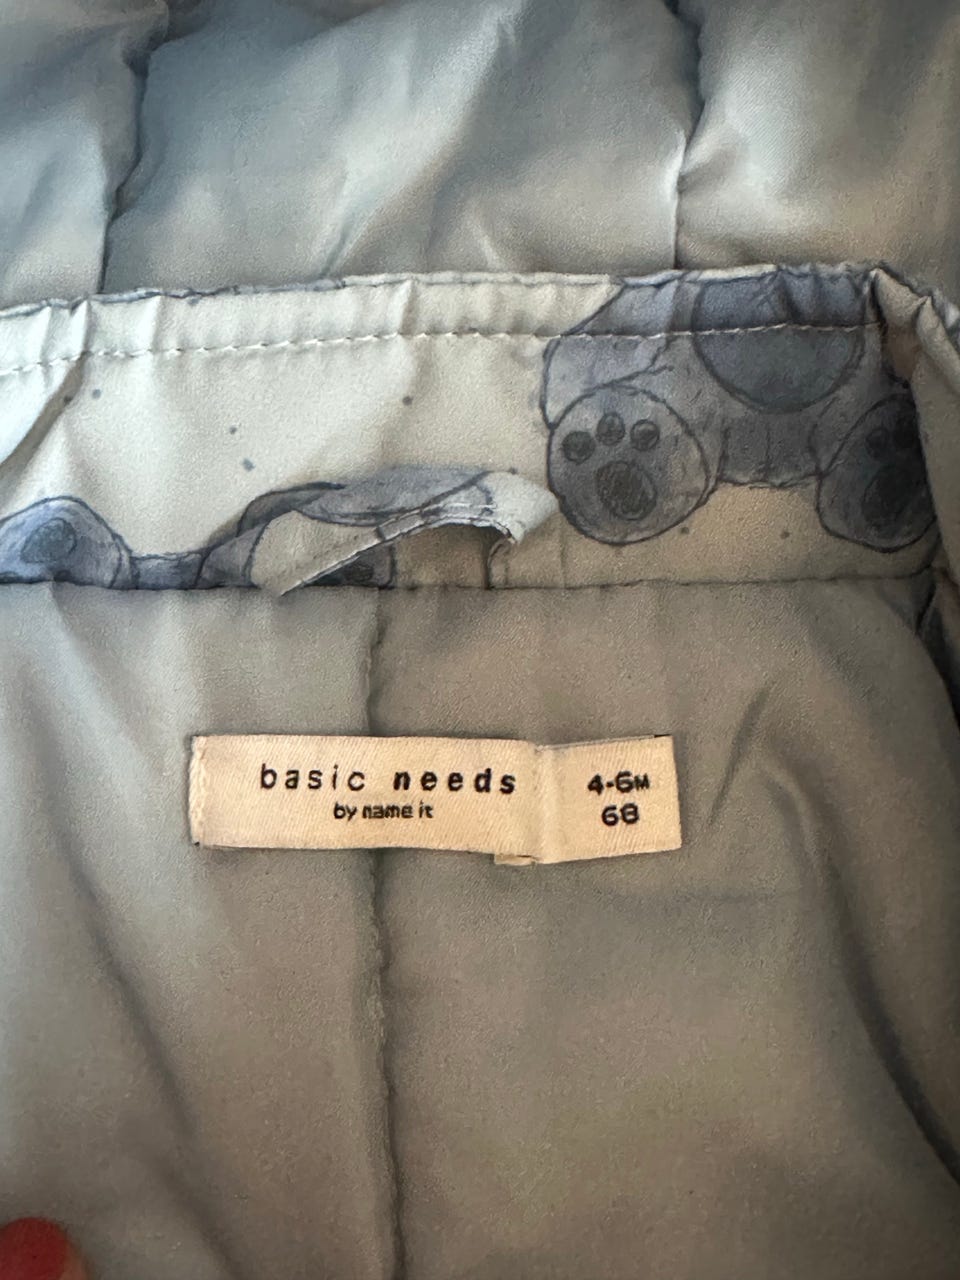 basic needs
by name it
4-6M
68